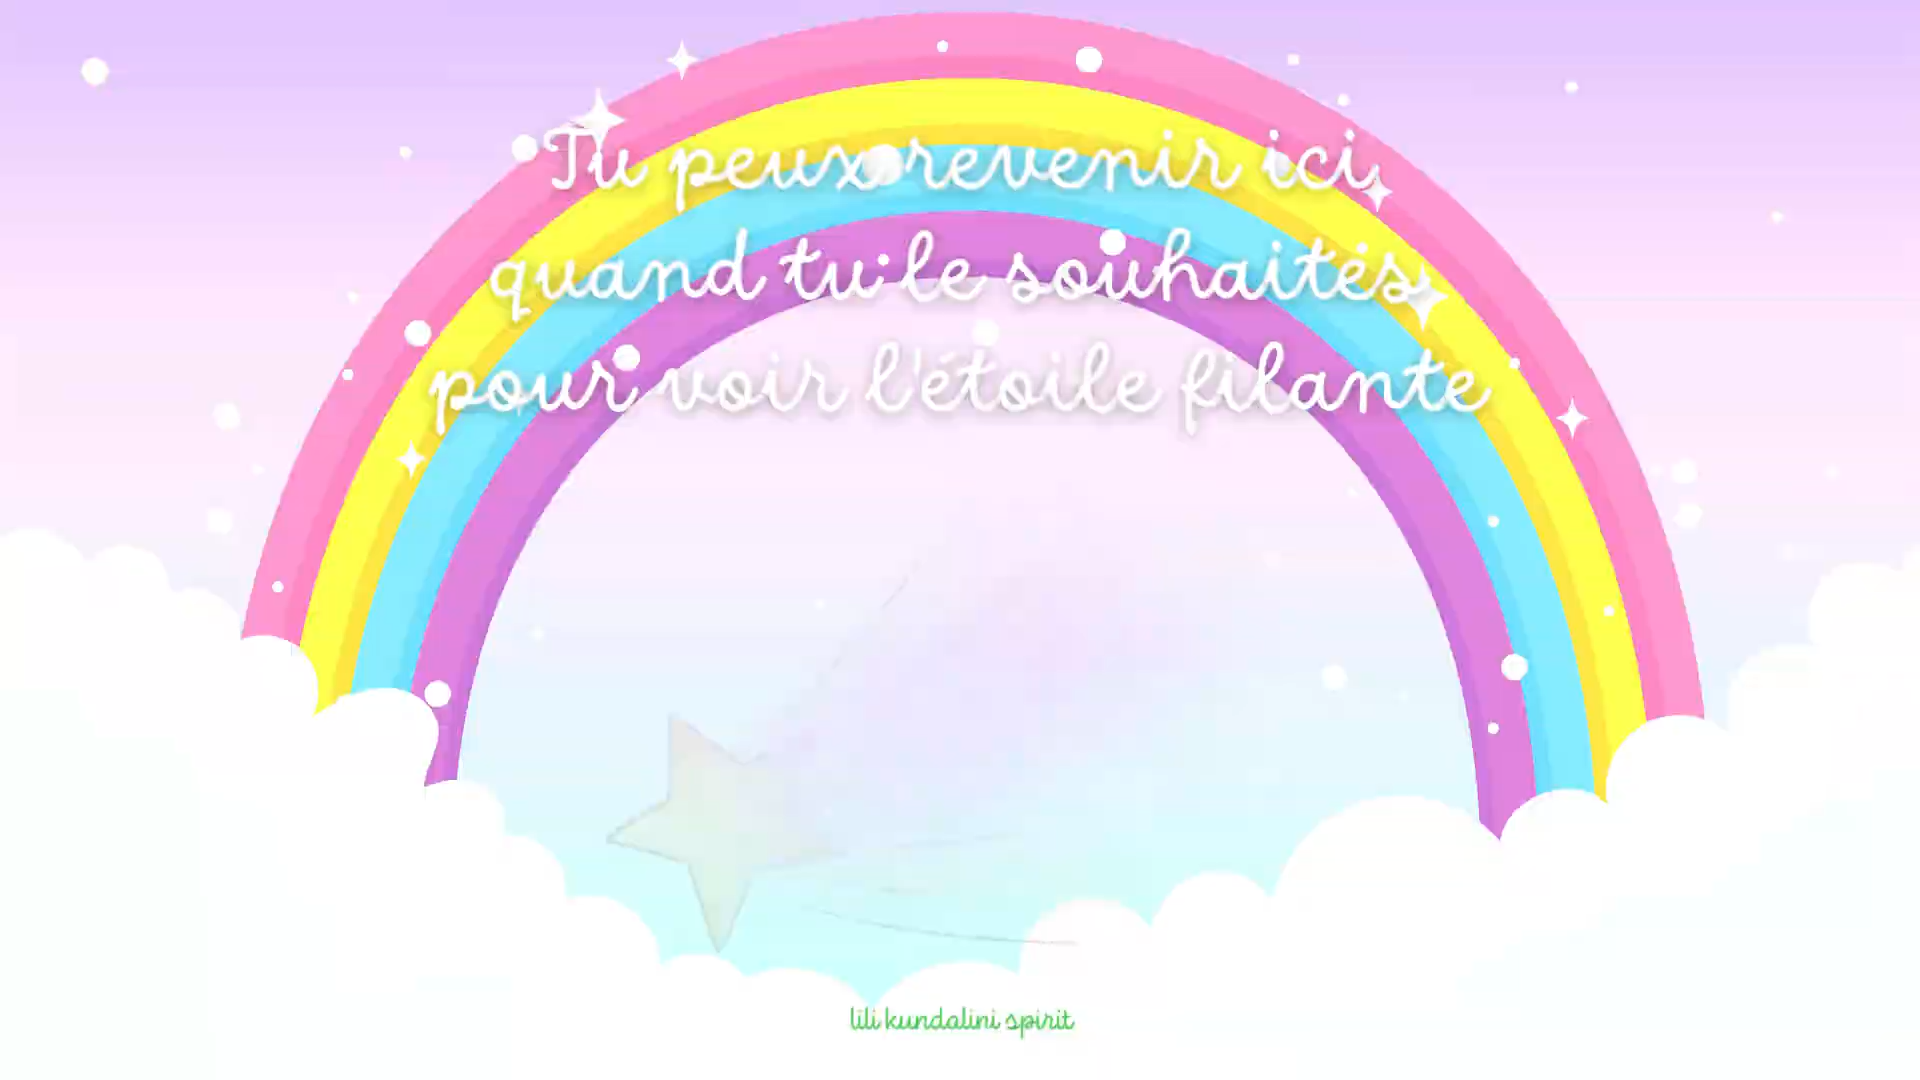 Tu peux revenir ici,
quand tu le souhaites,
pour voir l'étoile filante
lili kundalini spirit